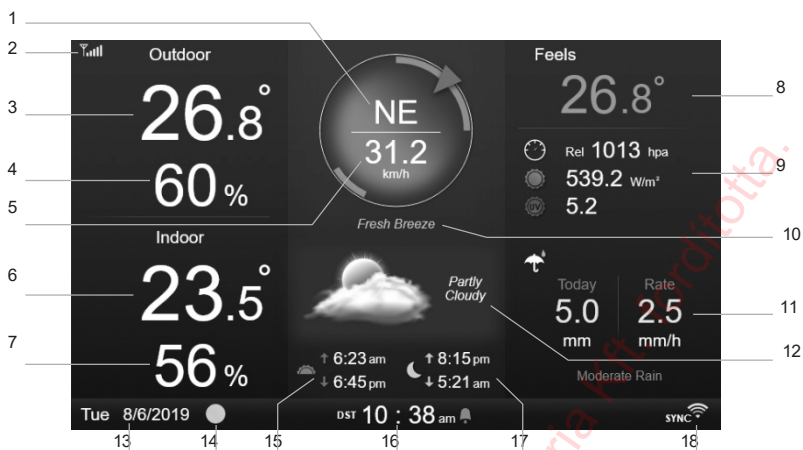 1
2
3
4
5
6
7
8
9
10
11
12
13
14
15
16
17
18
Outdoor
26.8°
60 %
Indoor
23.5°
56 %
NE
31.2
km/h
Fresh Breeze
Partly
Cloudy
↑ 6:23 am
↓ 6:45 pm
↑ 8:15 pm
↓ 5:21 am
Feels
26.8°
Rel 1013 hpa
539.2 W/m²
UV 5.2
Today Rate
5.0 2.5
mm mm/h
Moderate Rain
Tue 8/6/2019
DST 10 : 38 am
SYNC
ria Kft. fordította.